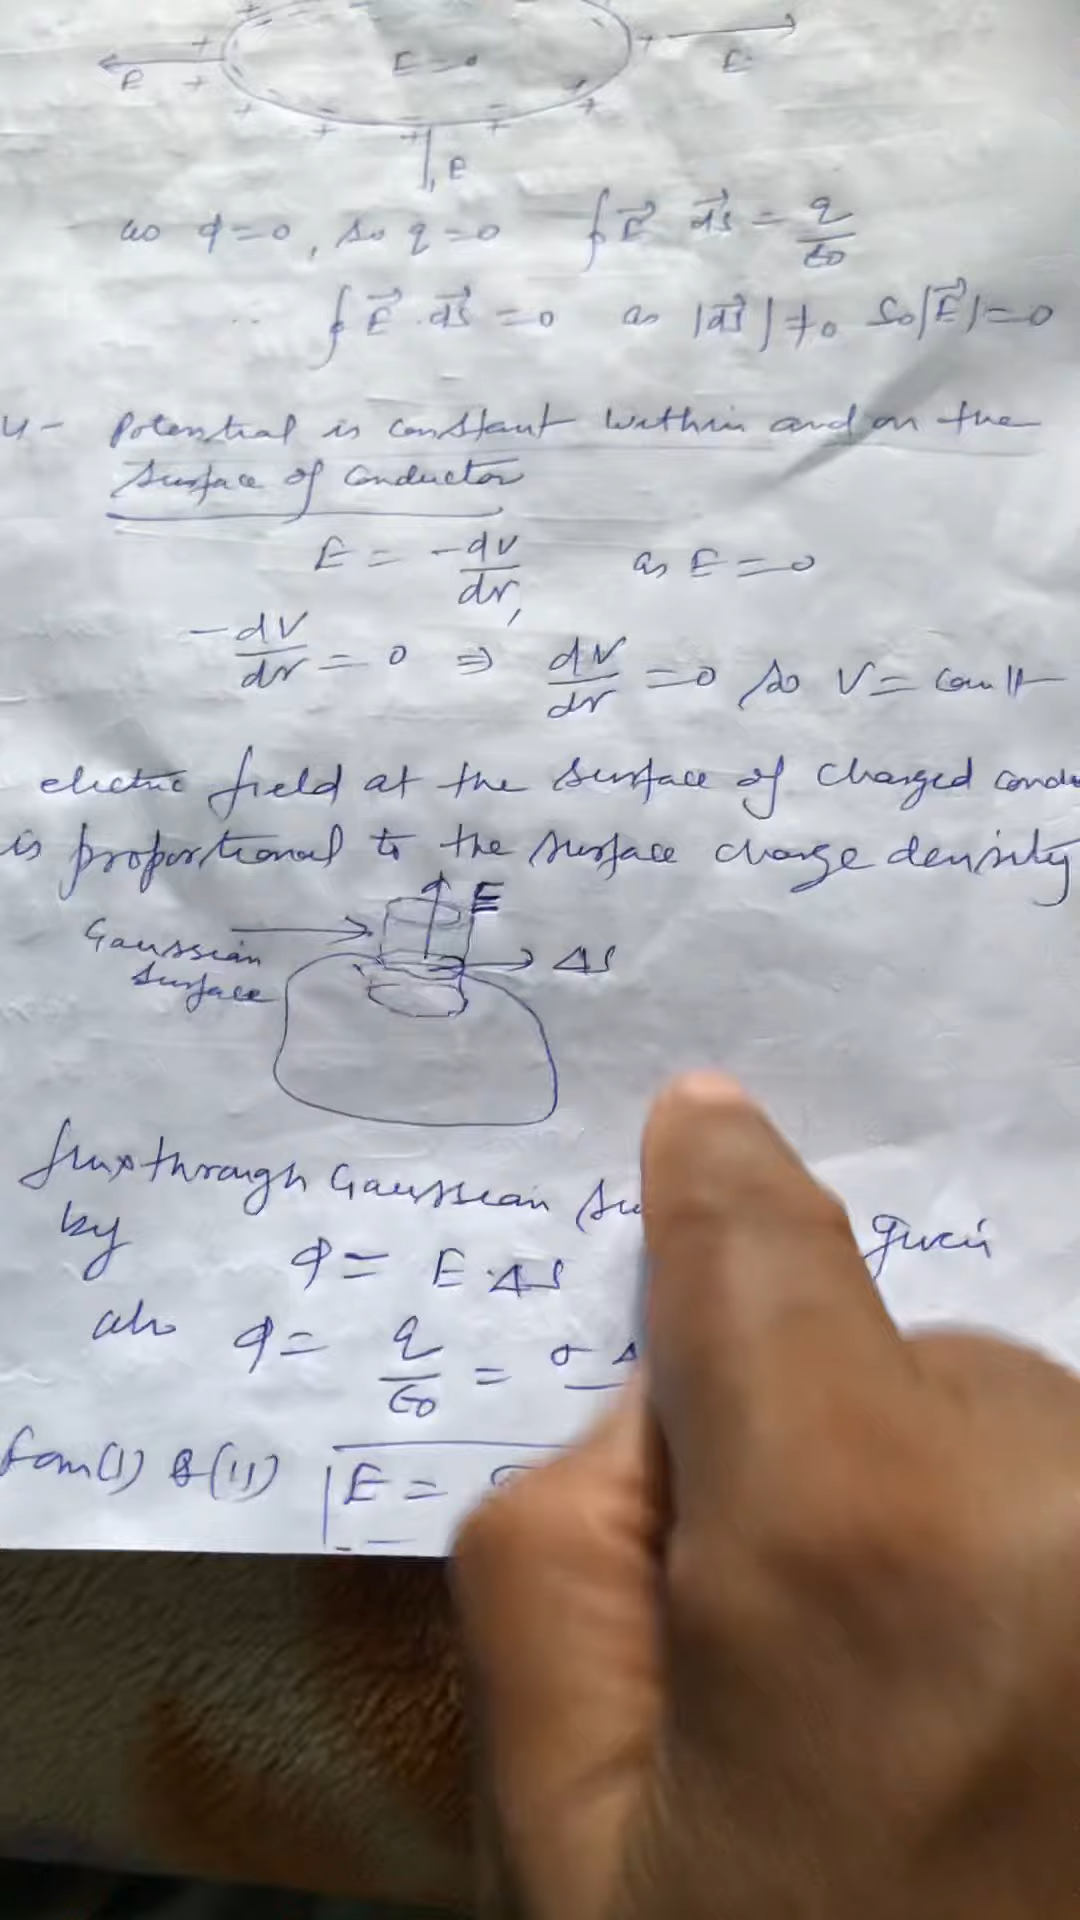 E = 0
E
E
E
as φ=0, so q=0 ∮E⃗ dS⃗ = q/ε0
∴ ∮E⃗ . dS⃗ = 0 as |dS⃗| ≠ 0 So |E⃗| = 0
4- Potential is constant within and on the
surface of conductor
E = -dV/dr, as E = 0
-dV/dr = 0 ⇒ dV/dr = 0 so V =
electric field at the surface of charged
is proportional to the surface charge density
E
Gaussian
surface
ΔS
flux through Gaussian given
by φ = E . ΔS
also φ = q/ε0 = σ
from (I) & (II) E =